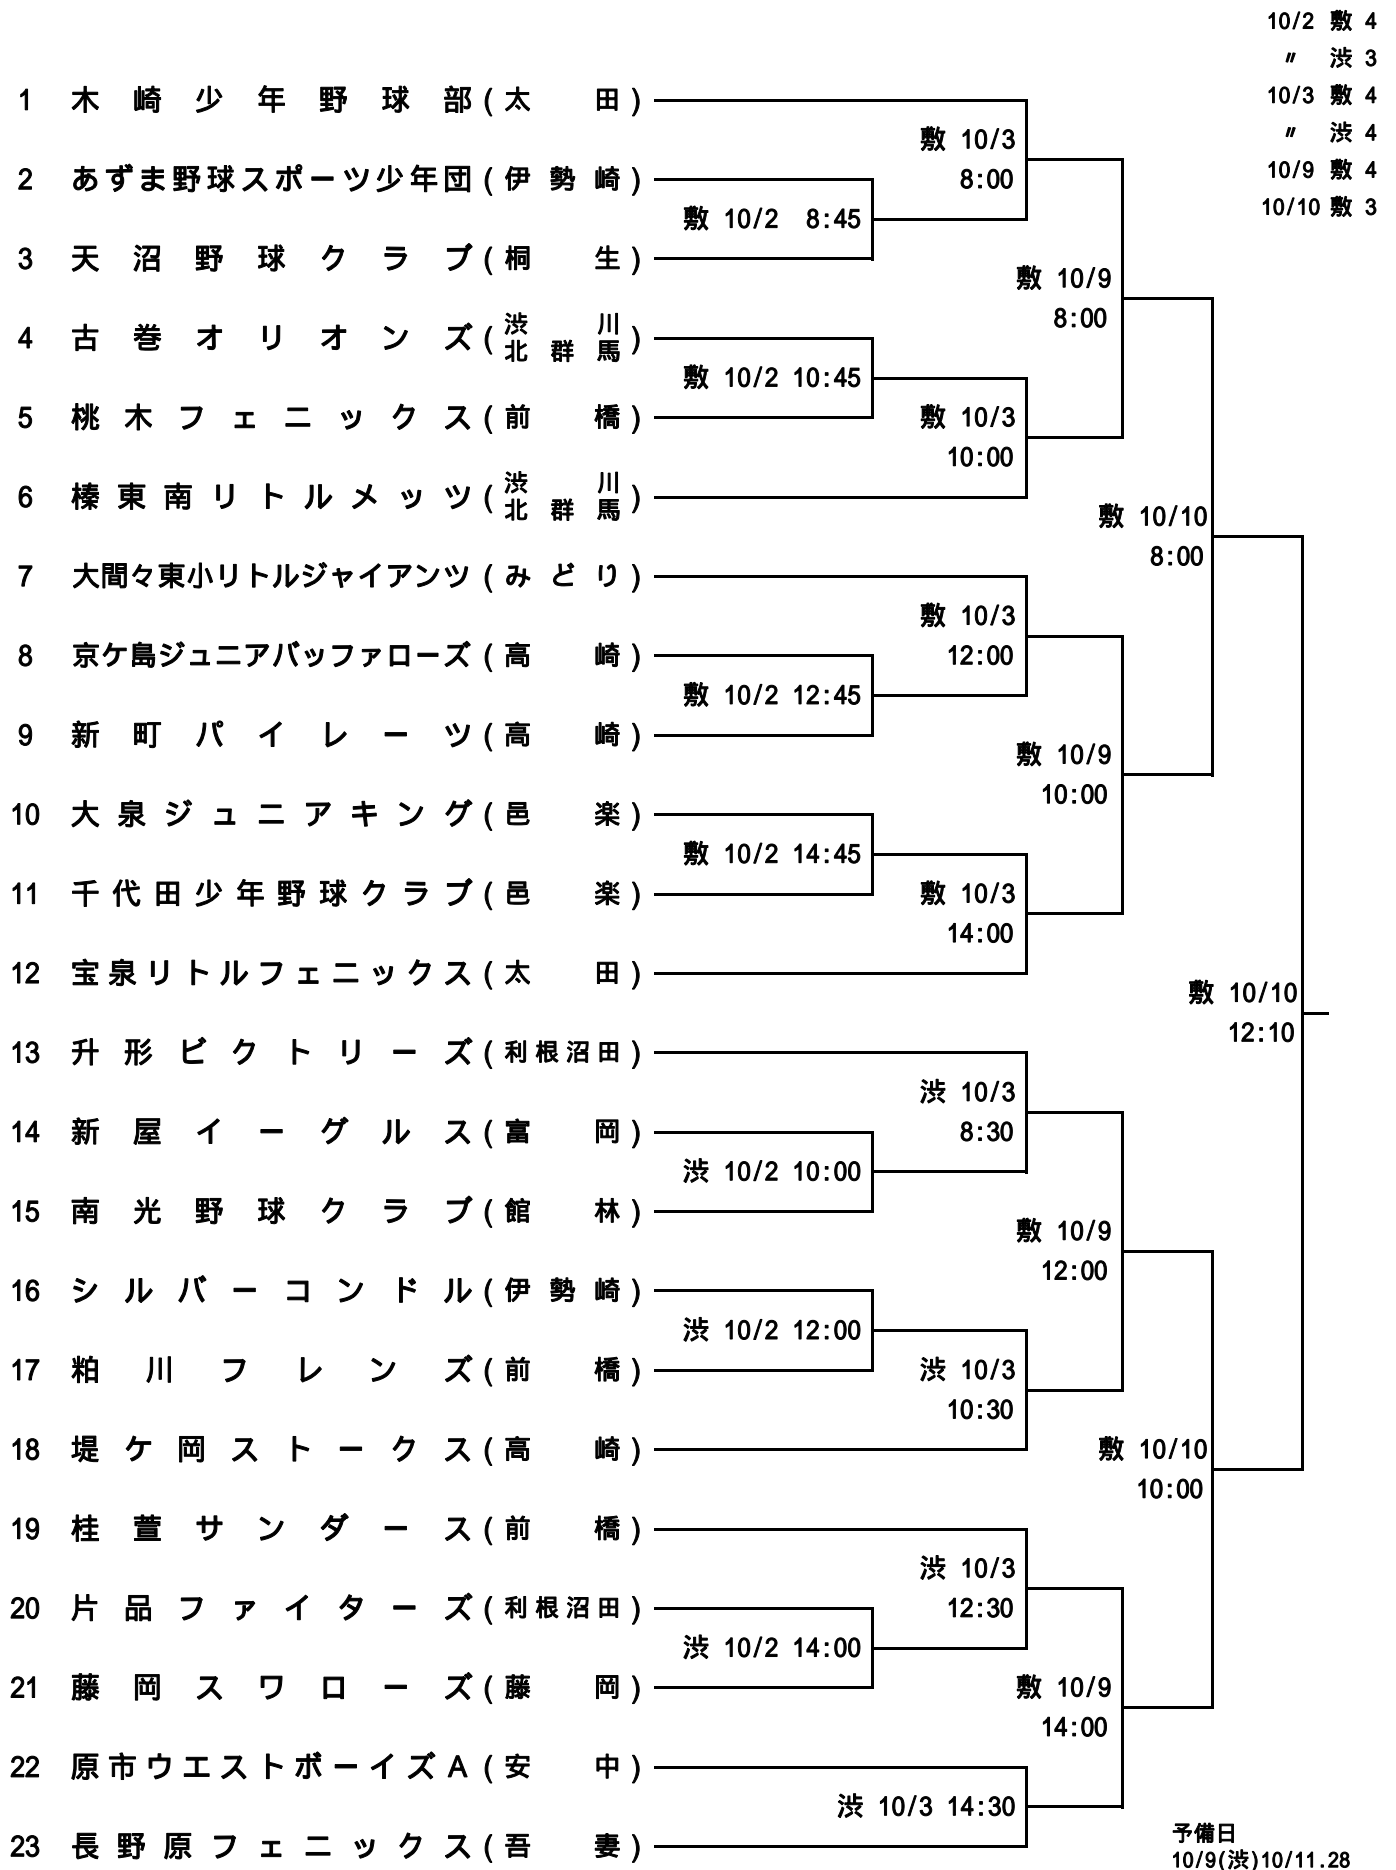 10/2 敷 4
〃 渋 3
10/3 敷 4
〃 渋 4
10/9 敷 4
10/10 敷 3
1 木崎少年野球部(太田)
敷 10/3
8:00
2 あずま野球スポーツ少年団(伊勢崎)
敷 10/2 8:45
3 天沼野球クラブ(桐生)
敷 10/9
8:00
4 古巻オリオンズ(渋川北群馬)
敷 10/2 10:45
5 桃木フェニックス(前橋)
敷 10/3
10:00
6 榛東南リトルメッツ(渋川北群馬)
敷 10/10
8:00
7 大間々東小リトルジャイアンツ(みどり)
敷 10/3
12:00
8 京ケ島ジュニアバッファローズ(高崎)
敷 10/2 12:45
9 新町パイレーツ(高崎)
敷 10/9
10:00
10 大泉ジュニアキング(邑楽)
敷 10/2 14:45
11 千代田少年野球クラブ(邑楽)
敷 10/3
14:00
12 宝泉リトルフェニックス(太田)
敷 10/10
12:10
13 升形ビクトリーズ(利根沼田)
渋 10/3
8:30
14 新屋イーグルス(富岡)
渋 10/2 10:00
15 南光野球クラブ(館林)
敷 10/9
12:00
16 シルバーコンドル(伊勢崎)
渋 10/2 12:00
17 粕川フレンズ(前橋)
渋 10/3
10:30
18 堤ケ岡ストークス(高崎)
敷 10/10
10:00
19 桂萱サンダース(前橋)
渋 10/3
12:30
20 片品ファイターズ(利根沼田)
渋 10/2 14:00
21 藤岡スワローズ(藤岡)
敷 10/9
14:00
22 原市ウエストボーイズA(安中)
渋 10/3 14:30
23 長野原フェニックス(吾妻)
予備日
10/9(渋)10/11.28